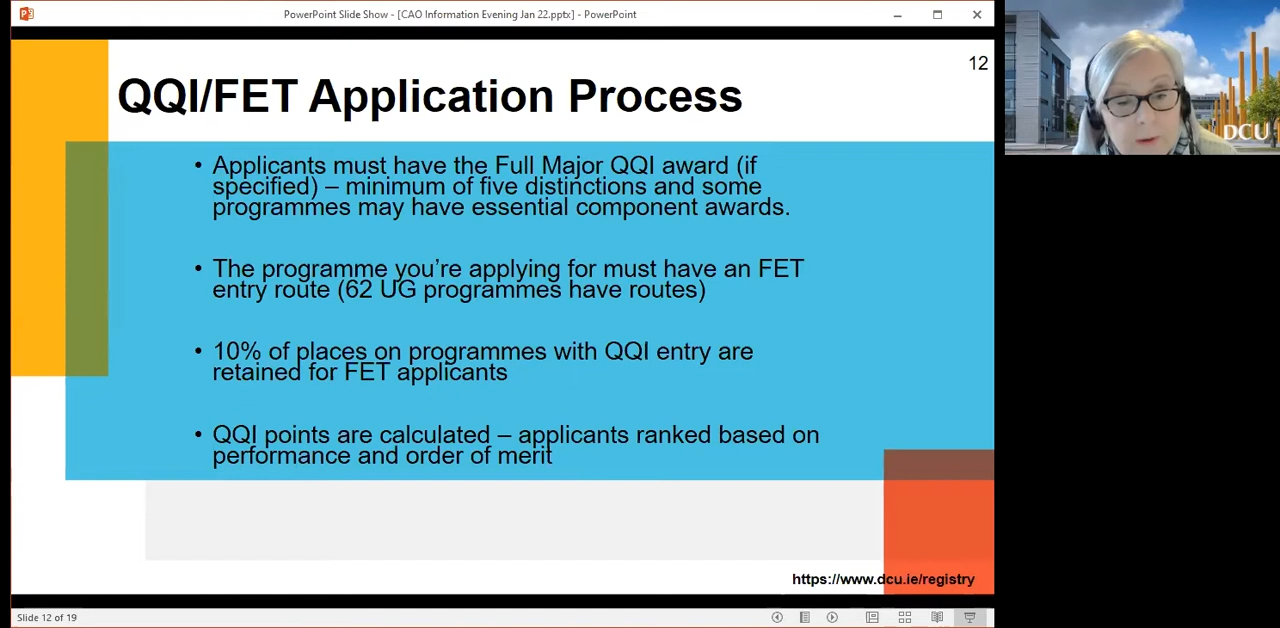 PowerPoint Slide Show - [CAO Information Evening Jan 22.pptx] - PowerPoint
12
QQI/FET Application Process
• Applicants must have the Full Major QQI award (if
specified) – minimum of five distinctions and some
programmes may have essential component awards.
• The programme you’re applying for must have an FET
entry route (62 UG programmes have routes)
• 10% of places on programmes with QQI entry are
retained for FET applicants
• QQI points are calculated – applicants ranked based on
performance and order of merit
https://www.dcu.ie/registry
Slide 12 of 19
DCU